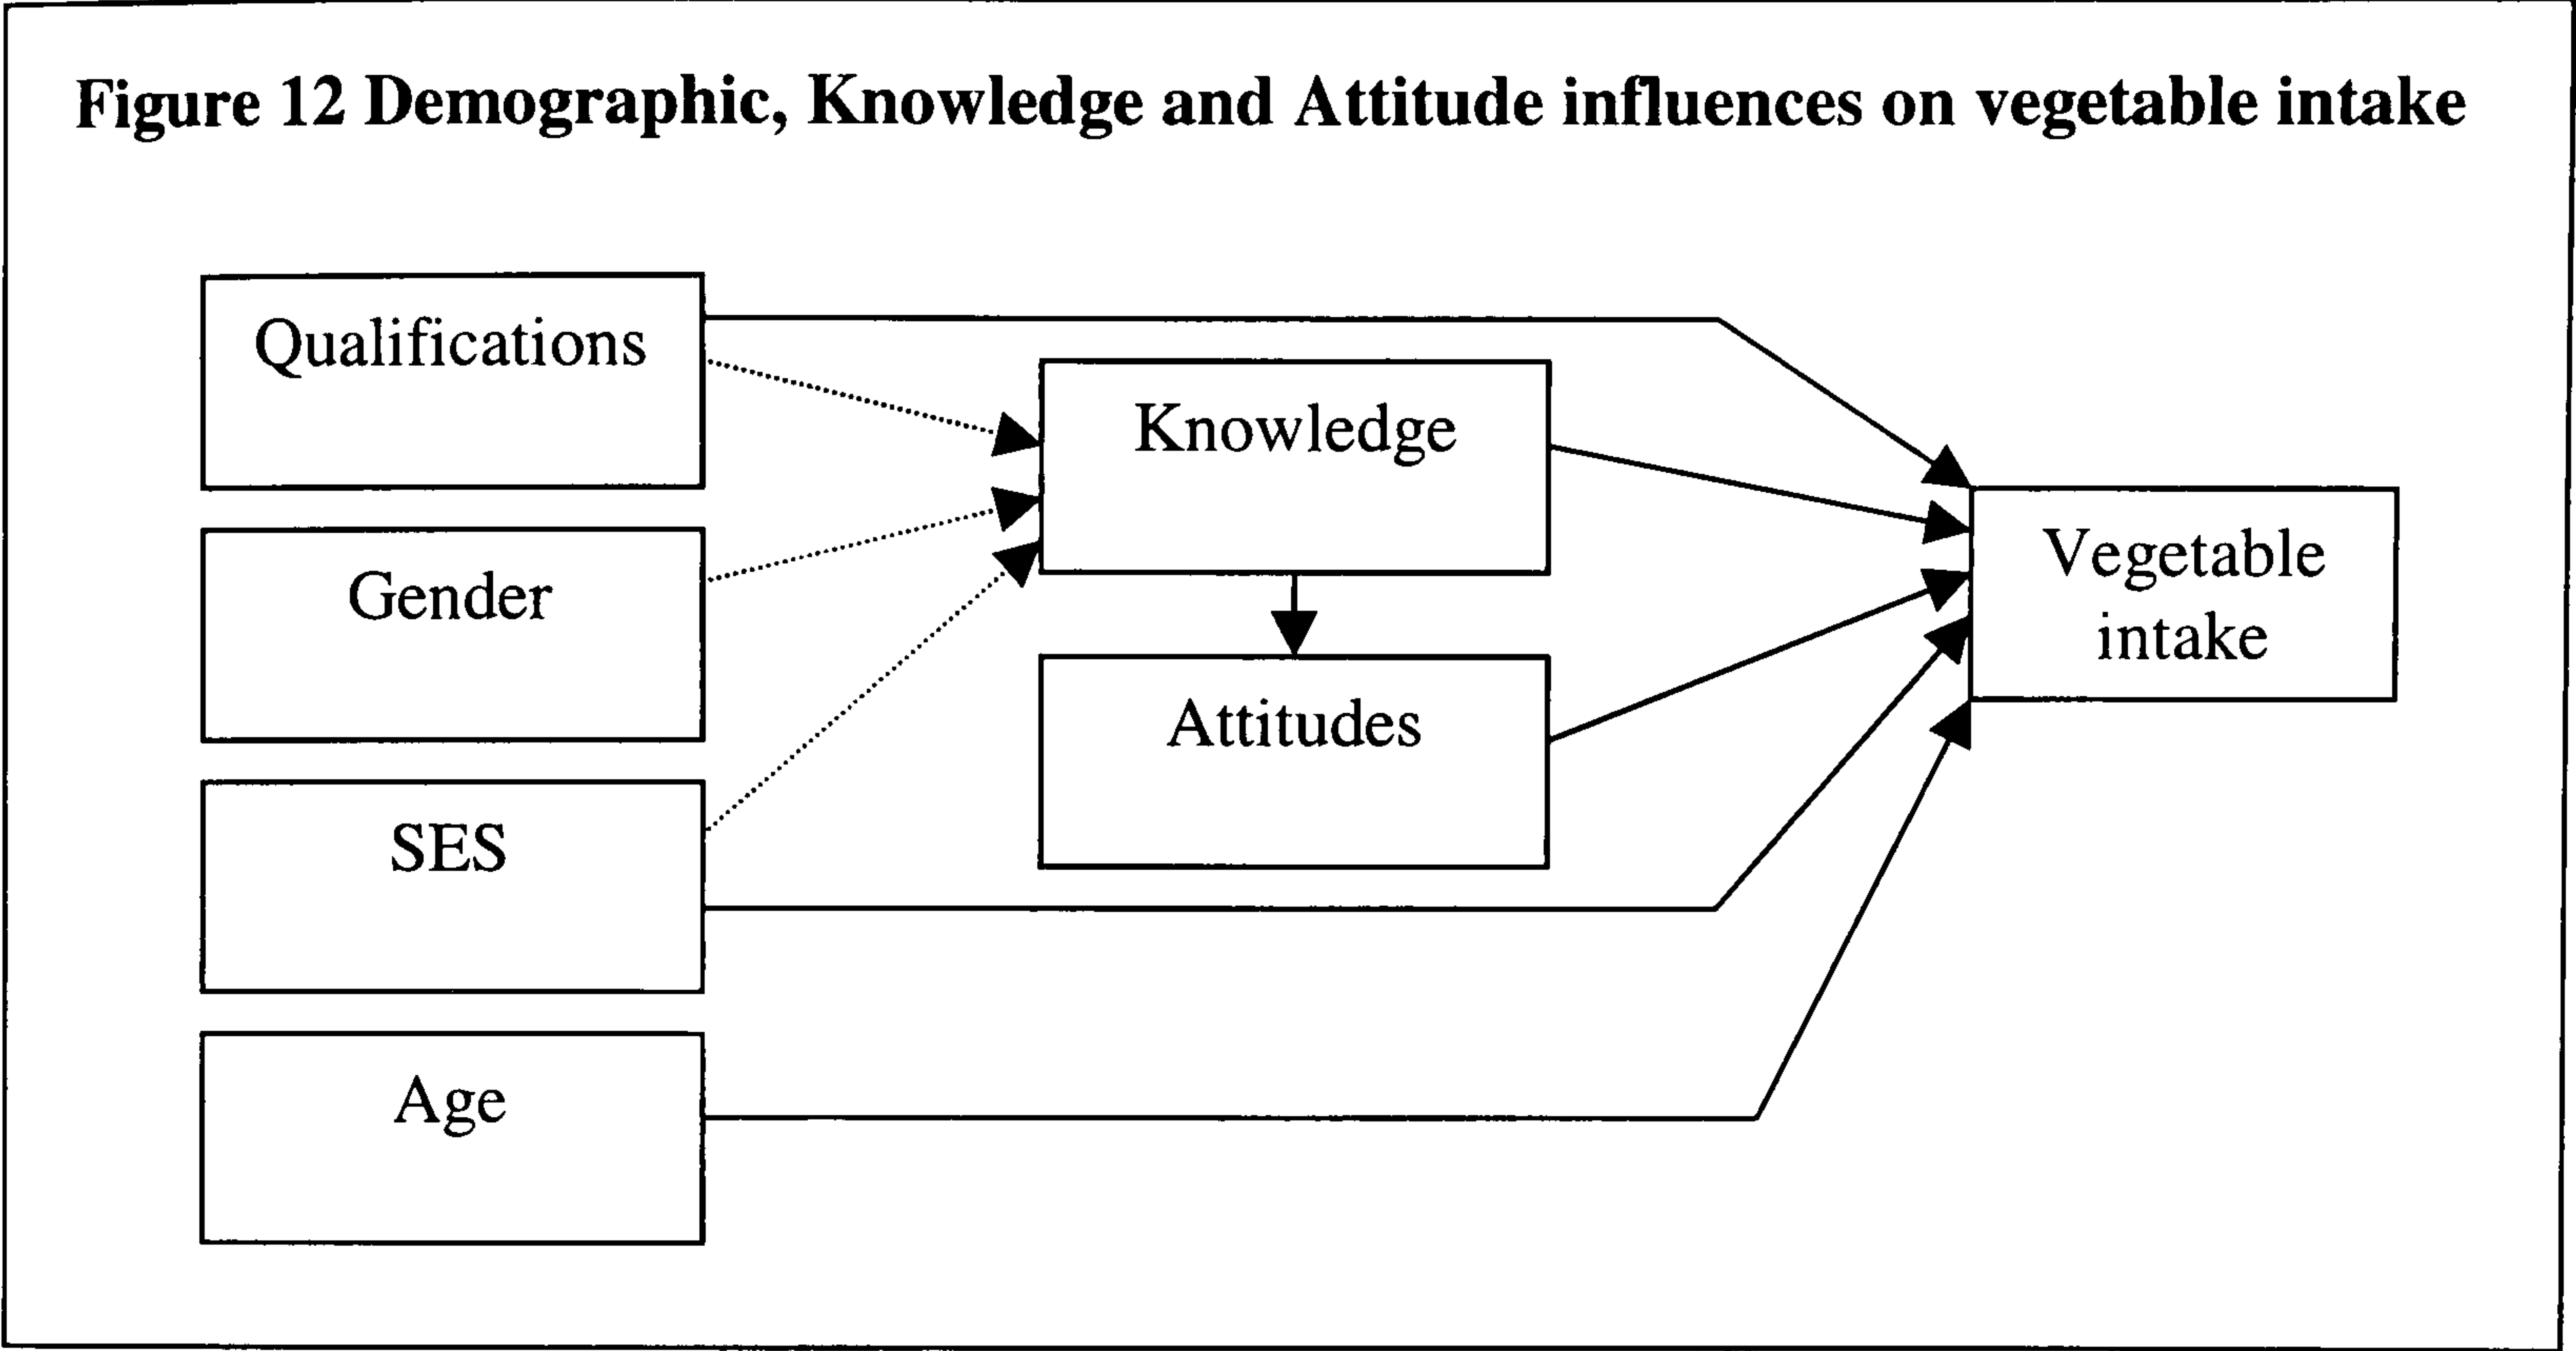 Figure 12 Demographic, Knowledge and Attitude influences on vegetable intake
Qualifications
Knowledge
Vegetable
intake
Gender
Attitudes
SES
Age